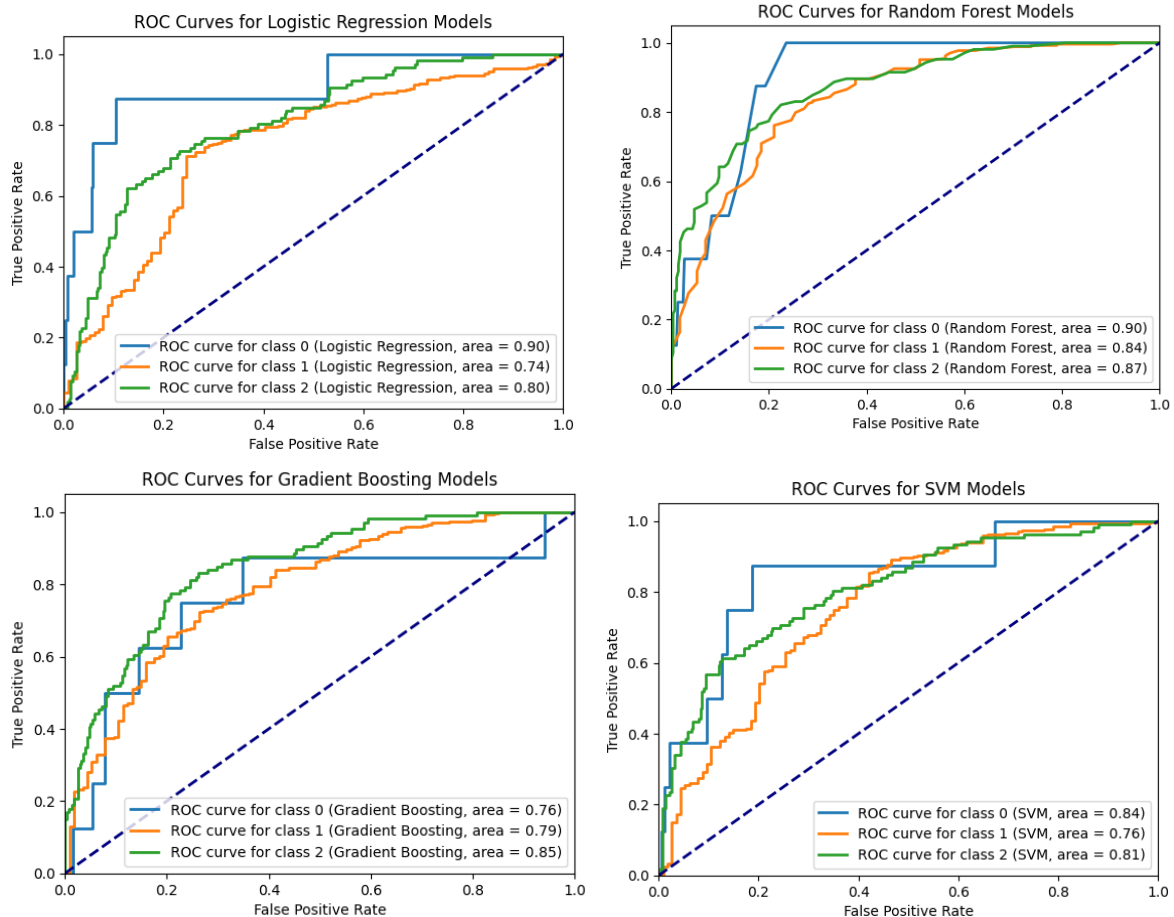 ROC Curves for Logistic Regression Models
True Positive Rate
1.0
0.8
0.6
0.4
0.2
0.0
ROC curve for class 0 (Logistic Regression, area = 0.90)
ROC curve for class 1 (Logistic Regression, area = 0.74)
ROC curve for class 2 (Logistic Regression, area = 0.80)
0.0 0.2 0.4 0.6 0.8 1.0
False Positive Rate
ROC Curves for Random Forest Models
True Positive Rate
1.0
0.8
0.6
0.4
0.2
0.0
ROC curve for class 0 (Random Forest, area = 0.90)
ROC curve for class 1 (Random Forest, area = 0.84)
ROC curve for class 2 (Random Forest, area = 0.87)
0.0 0.2 0.4 0.6 0.8 1.0
False Positive Rate
ROC Curves for Gradient Boosting Models
True Positive Rate
1.0
0.8
0.6
0.4
0.2
0.0
ROC curve for class 0 (Gradient Boosting, area = 0.76)
ROC curve for class 1 (Gradient Boosting, area = 0.79)
ROC curve for class 2 (Gradient Boosting, area = 0.85)
0.0 0.2 0.4 0.6 0.8 1.0
False Positive Rate
ROC Curves for SVM Models
True Positive Rate
1.0
0.8
0.6
0.4
0.2
0.0
ROC curve for class 0 (SVM, area = 0.84)
ROC curve for class 1 (SVM, area = 0.76)
ROC curve for class 2 (SVM, area = 0.81)
0.0 0.2 0.4 0.6 0.8 1.0
False Positive Rate